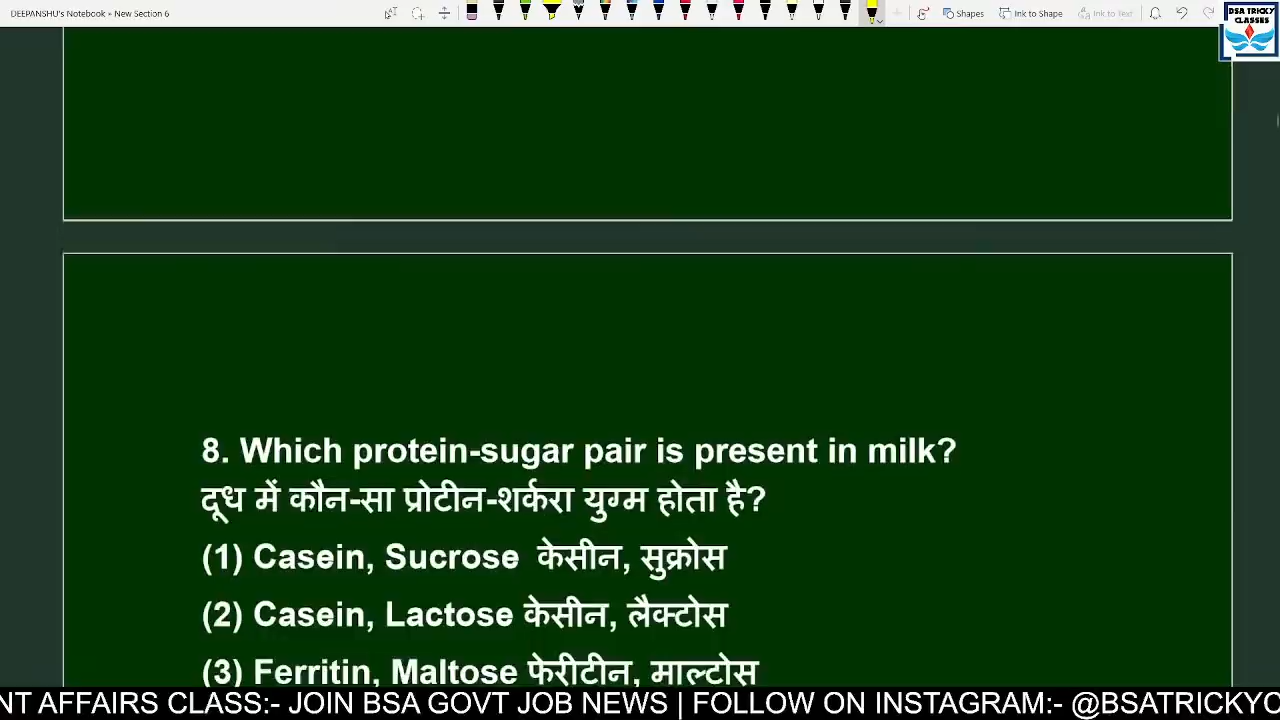 DEEPANSHU's Notebook » New Section 6
Shapes
Ink to Shape
Ink to Text
BSA TRICKY
CLASSES
8. Which protein-sugar pair is present in milk?
दूध में कौन-सा प्रोटीन-शर्करा युग्म होता है?
(1) Casein, Sucrose केसीन, सुक्रोस
(2) Casein, Lactose केसीन, लैक्टोस
(3) Ferritin, Maltose फेरीटीन, माल्टोस
NT AFFAIRS CLASS:- JOIN BSA GOVT JOB NEWS | FOLLOW ON INSTAGRAM:- @BSATRICKYC